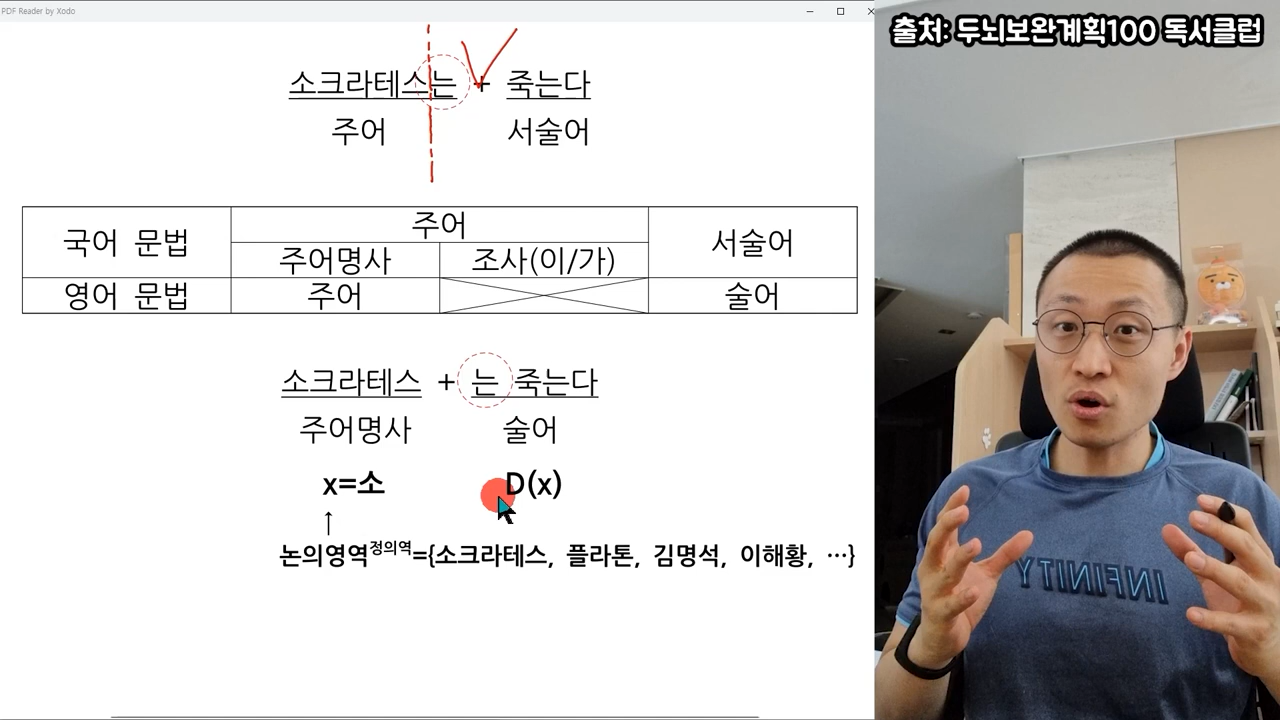 PDF Reader by Xodo
출처: 두뇌보완계획100 독서클럽
소크라테스는 + 죽는다
주어 서술어
국어 문법 주어 서술어
주어명사 조사(이/가)
영어 문법 주어 술어
소크라테스 + 는 죽는다
주어명사 술어
x=소 D(x)
↑
논의영역정의역={소크라테스, 플라톤, 김명석, 이해황, …}
INFINITY